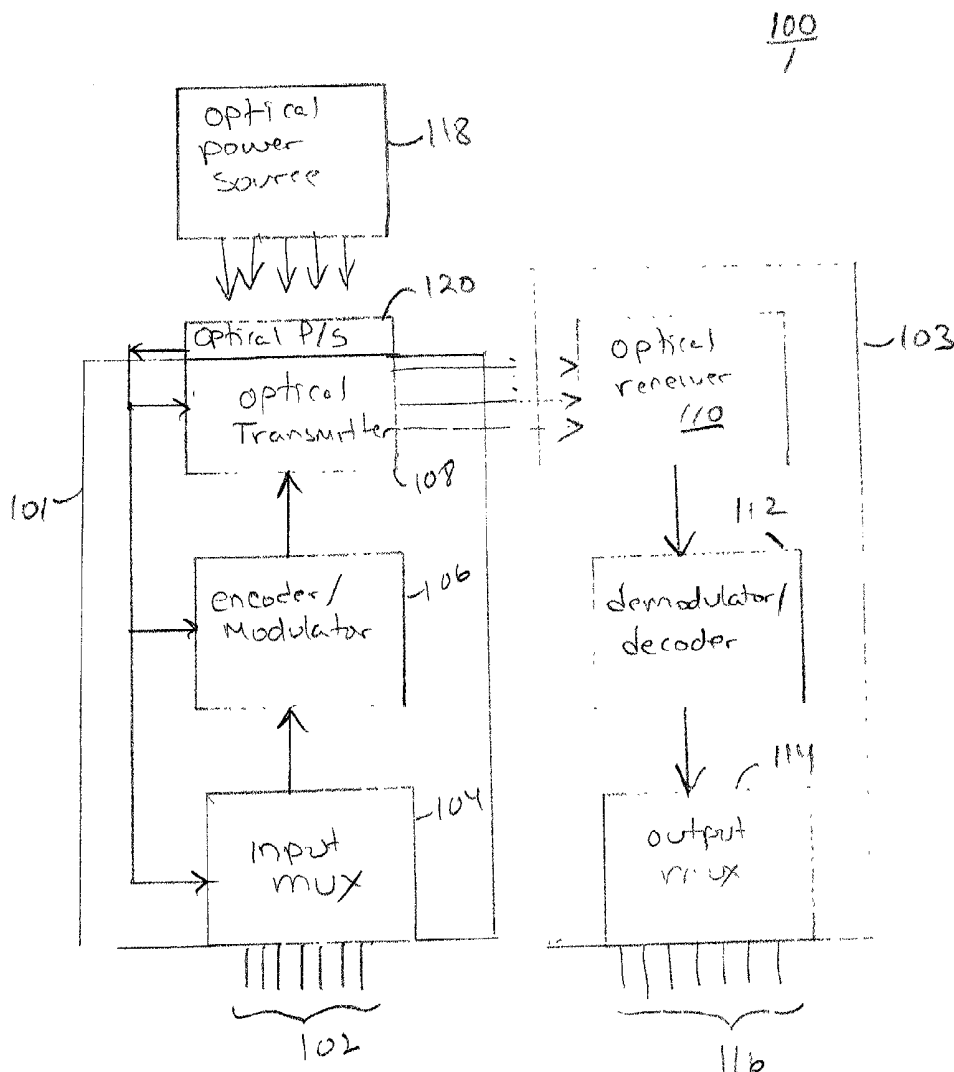 100
optical
power
source
118
120
optical P/S
optical
Transmitter
108
101
optical
receiver
110
103
encoder/
Modulator
106
112
demodulator/
decoder
input
mux
104
114
output
mux
102
116